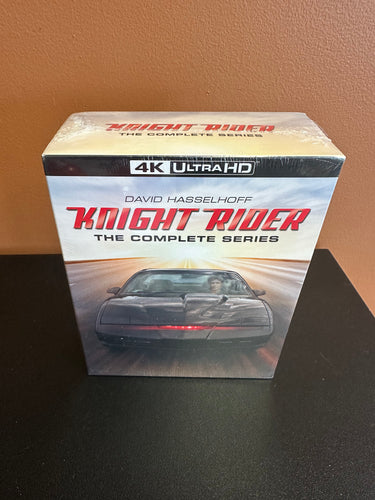 KNIGHT RIDER
THE COMPLETE SERIES
4K ULTRA HD
DAVID HASSELHOFF
KNIGHT RIDER
THE COMPLETE SERIES